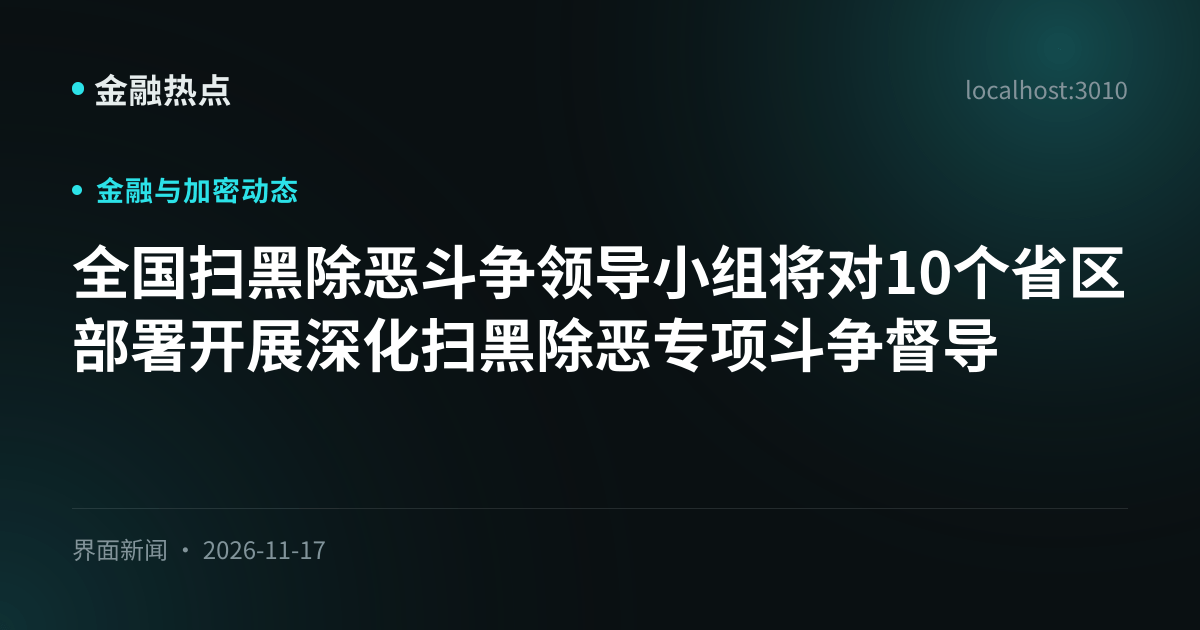 金融热点
localhost:3010
金融与加密动态
全国扫黑除恶斗争领导小组将对10个省区
部署开展深化扫黑除恶专项斗争督导
界面新闻 · 2026-11-17